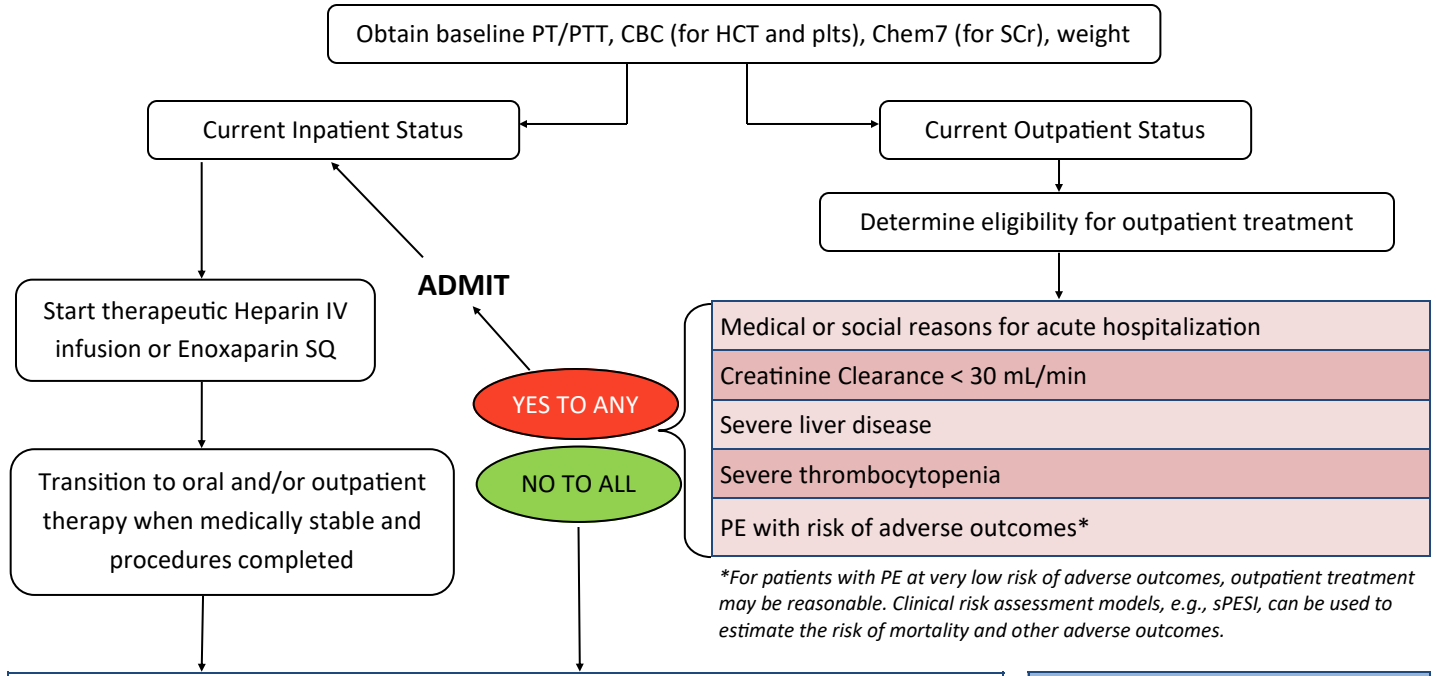 Obtain baseline PT/PTT, CBC (for HCT and plts), Chem7 (for SCr), weight
Current Inpatient Status
Current Outpatient Status
Determine eligibility for outpatient treatment
ADMIT
Start therapeutic Heparin IV
infusion or Enoxaparin SQ
Medical or social reasons for acute hospitalization
Creatinine Clearance < 30 mL/min
Severe liver disease
Severe thrombocytopenia
PE with risk of adverse outcomes*
YES TO ANY
NO TO ALL
Transition to oral and/or outpatient
therapy when medically stable and
procedures completed
*For patients with PE at very low risk of adverse outcomes, outpatient treatment
may be reasonable. Clinical risk assessment models, e.g., sPESI, can be used to
estimate the risk of mortality and other adverse outcomes.